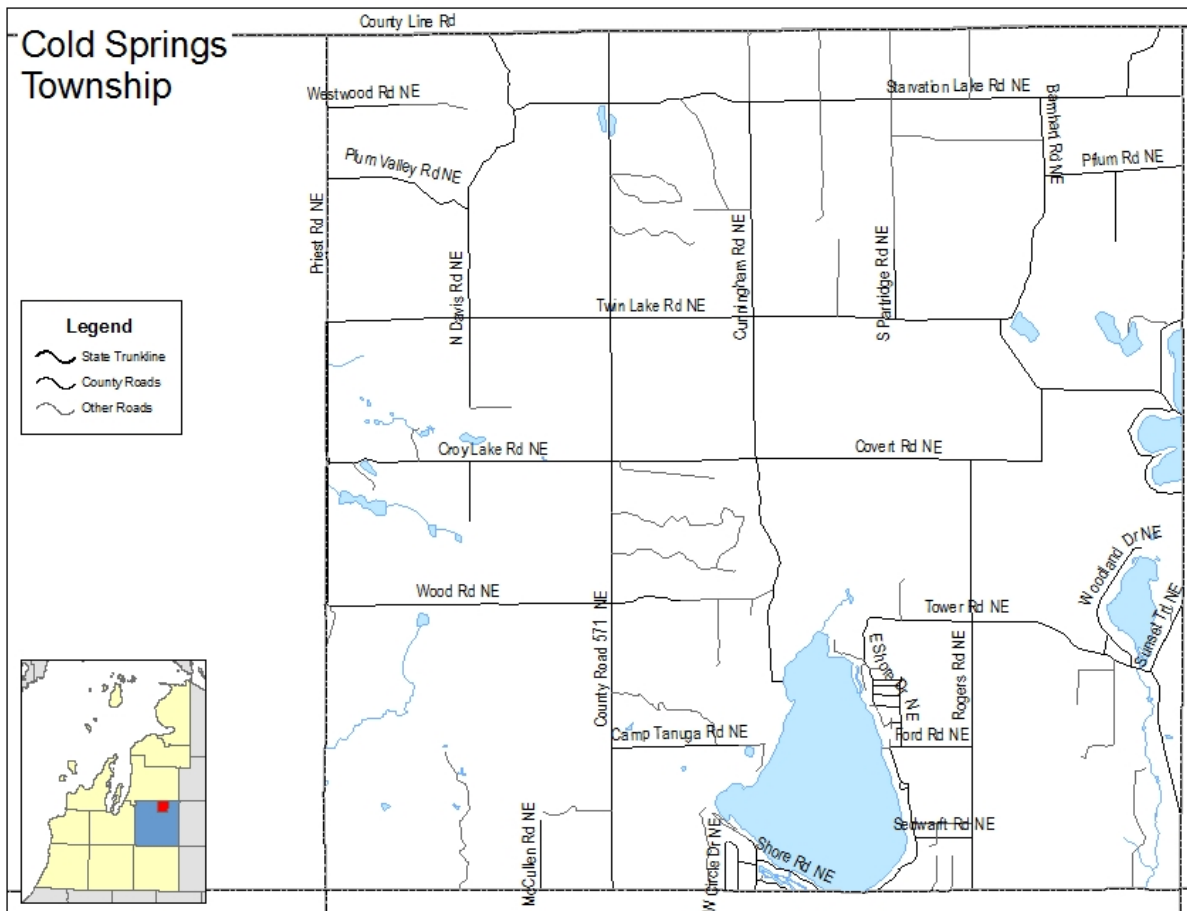 County Line Rd
Cold Springs
Township
Westwood Rd NE
Starvation Lake Rd NE
Barnhart Rd NE
Plum Valley Rd NE
Pflum Rd NE
Priest Rd NE
N Davis Rd NE
Cunningham Rd NE
S Partridge Rd NE
Twin Lake Rd NE
Legend
State Trunkline
County Roads
Other Roads
Croy Lake Rd NE
Covert Rd NE
Woodland Dr NE
Wood Rd NE
County Road 571 NE
Tower Rd NE
Sunset Trl NE
E Shore Dr NE
Rogers Rd NE
Camp Tanuga Rd NE
Ford Rd NE
McCullen Rd NE
W Circle Dr NE
Shore Rd NE
Sedwarft Rd NE